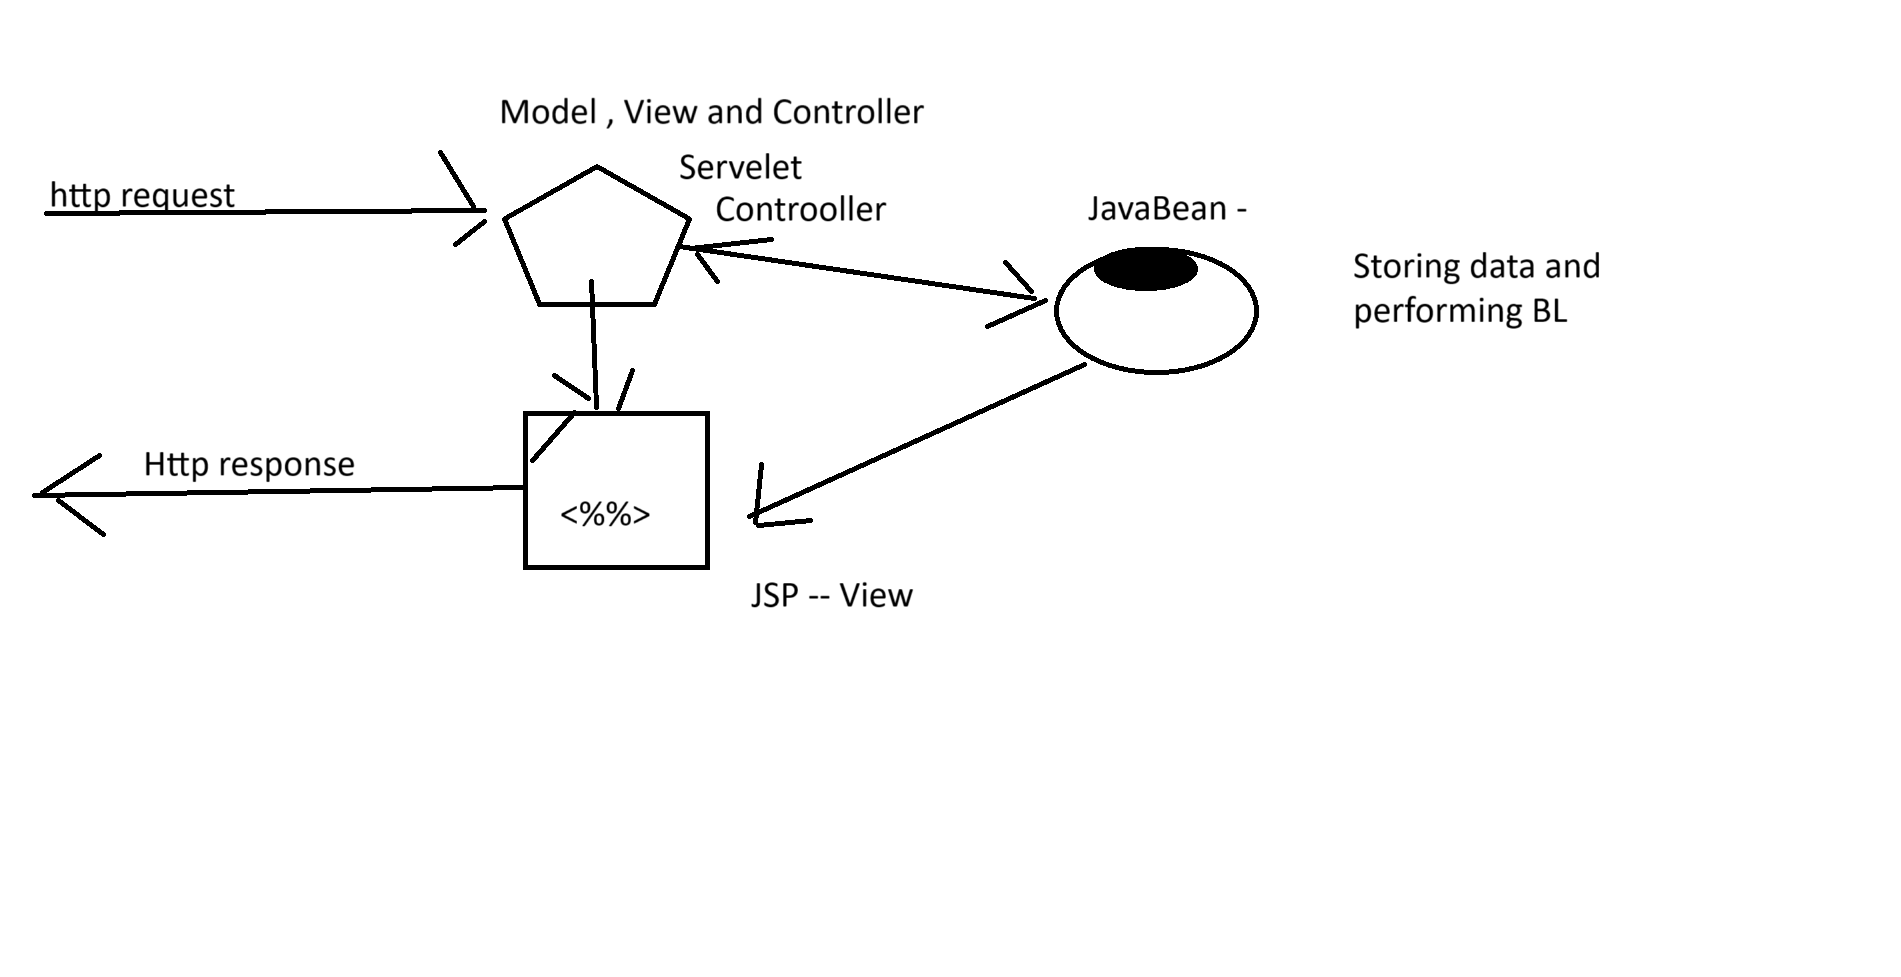 Model , View and Controller
Servelet
Controoller
http request
JavaBean -
Storing data and
performing BL
Http response
<%%>
JSP -- View